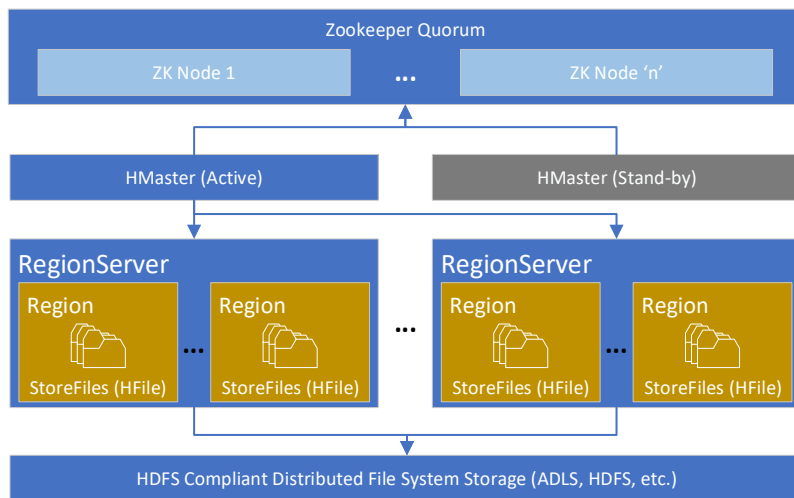 Zookeeper Quorum
ZK Node 1
...
ZK Node ‘n’
HMaster (Active)
HMaster (Stand-by)
RegionServer
Region
StoreFiles (HFile)
...
Region
StoreFiles (HFile)
...
RegionServer
Region
StoreFiles (HFile)
...
Region
StoreFiles (HFile)
HDFS Compliant Distributed File System Storage (ADLS, HDFS, etc.)